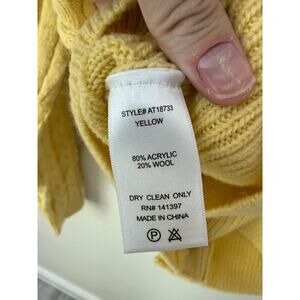 STYLE# AT18733
YELLOW
80% ACRYLIC
20% WOOL
DRY CLEAN ONLY
RN# 141397
MADE IN CHINA
P